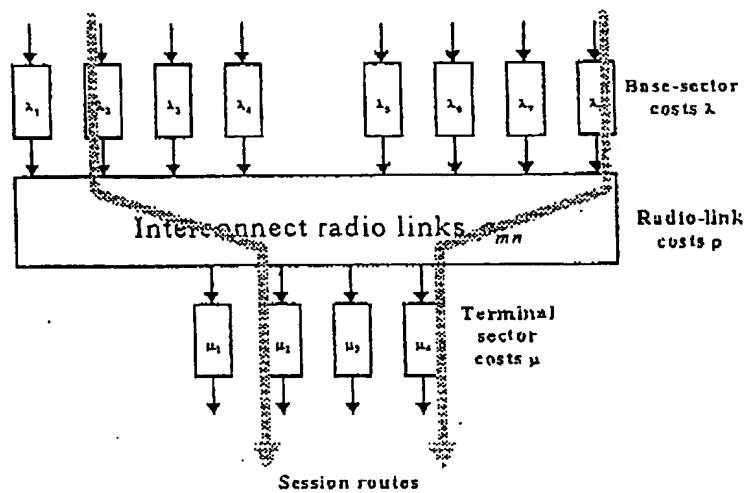 λ₁ λ₂ λ₃ λ₄ λ₅ λ₆ λ₇
Base-sector
costs λ
Interconnect radio links
mn
Radio-link
costs ρ
μ₁ μ₂ μ₃ μ₄
Terminal
sector
costs μ
Session routes